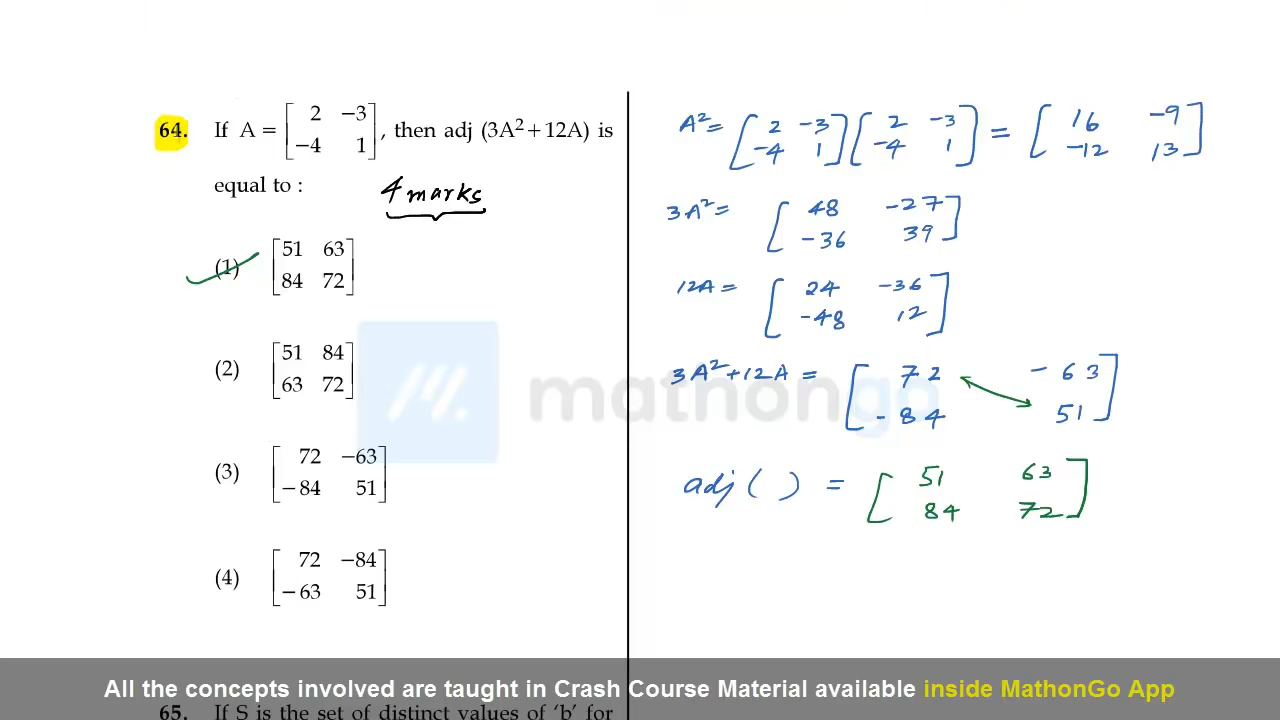 64. If A = [ 2 −3 −4 1 ], then adj (3A²+12A) is
equal to :
4 marks
(1) [ 51 63 84 72 ]
(2) [ 51 84 63 72 ]
(3) [ 72 −63 −84 51 ]
(4) [ 72 −84 −63 51 ]
A² = [ 2 -3 -4 1 ] [ 2 -3 -4 1 ] = [ 16 -9 -12 13 ]
3A² = [ 48 -27 -36 39 ]
12A = [ 24 -36 -48 12 ]
3A²+12A = [ 72 -63 -84 51 ]
adj ( ) = [ 51 63 84 72 ]
mathongo
All the concepts involved are taught in Crash Course Material available inside MathonGo App
65. If S is the set of distinct values of 'b' for